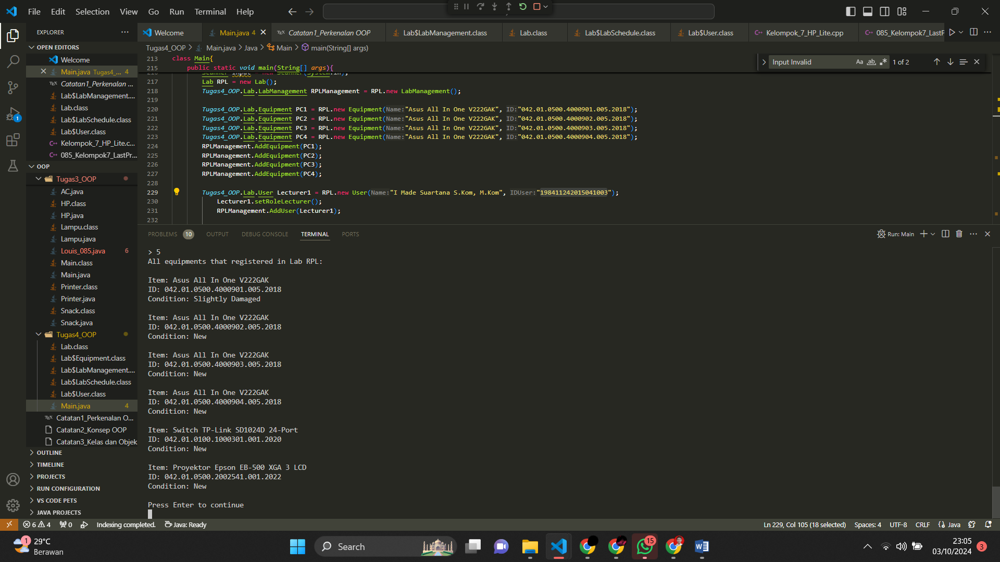 File Edit Selection View Go Run Terminal Help
EXPLORER
OPEN EDITORS
Welcome
Main.java Tugas4_... 4
Catatan1_Perkenalan ...
Lab$LabManagement....
Lab.class
Lab$LabSchedule.class
Lab$User.class
Kelompok_7_HP_Lite.c...
085_Kelompok7_LastPr...
OOP
Tugas3_OOP
AC.java
HP.class
HP.java
Lampu.class
Lampu.java
Louis_085.java 6
Main.class
Main.java
Printer.class
Printer.java
Snack.class
Snack.java
Tugas4_OOP
Lab.class
Lab$Equipment.class
Lab$LabManagement....
Lab$LabSchedule.class
Lab$User.class
Main.java 4
Catatan1_Perkenalan O...
Catatan2_Konsep OOP
Catatan3_Kelas dan Objek
OUTLINE
TIMELINE
PROJECTS
RUN CONFIGURATION
VS CODE PETS
JAVA PROJECTS
1
Welcome Main.java 4 Catatan1_Perkenalan OOP Lab$LabManagement.class Lab.class Lab$LabSchedule.class Lab$User.class Kelompok_7_HP_Lite.cpp 085_Kelompok7_LastP
Tugas4_OOP > Main.java > Java > Main > main(String[] args)
Input Invalid Aa ab 1 of 2
213 class Main{
215 public static void main(String[] args){
217 Lab RPL = new Lab();
218 Tugas4_OOP.Lab.LabManagement RPLManagement = RPL.new LabManagement();
219
220 Tugas4_OOP.Lab.Equipment PC1 = RPL.new Equipment(Name:"Asus All In One V222GAK", ID:"042.01.0500.4000901.005.2018");
221 Tugas4_OOP.Lab.Equipment PC2 = RPL.new Equipment(Name:"Asus All In One V222GAK", ID:"042.01.0500.4000902.005.2018");
222 Tugas4_OOP.Lab.Equipment PC3 = RPL.new Equipment(Name:"Asus All In One V222GAK", ID:"042.01.0500.4000903.005.2018");
223 Tugas4_OOP.Lab.Equipment PC4 = RPL.new Equipment(Name:"Asus All In One V222GAK", ID:"042.01.0500.4000904.005.2018");
224 RPLManagement.AddEquipment(PC1);
225 RPLManagement.AddEquipment(PC2);
226 RPLManagement.AddEquipment(PC3);
227 RPLManagement.AddEquipment(PC4);
228
229 Tugas4_OOP.Lab.User Lecturer1 = RPL.new User(Name:"I Made Suartana S.Kom, M.Kom", IDUser:"198411242015041003");
230 Lecturer1.setRoleLecturer();
231 RPLManagement.AddUser(Lecturer1);
232
PROBLEMS 10 OUTPUT DEBUG CONSOLE TERMINAL PORTS
Run: Main
> 5
All equipments that registered in Lab RPL:
Item: Asus All In One V222GAK
ID: 042.01.0500.4000901.005.2018
Condition: Slightly Damaged
Item: Asus All In One V222GAK
ID: 042.01.0500.4000902.005.2018
Condition: New
Item: Asus All In One V222GAK
ID: 042.01.0500.4000903.005.2018
Condition: New
Item: Asus All In One V222GAK
ID: 042.01.0500.4000904.005.2018
Condition: New
Item: Switch TP-Link SD1024D 24-Port
ID: 042.01.0100.1000301.001.2020
Condition: New
Item: Proyektor Epson EB-500 XGA 3 LCD
ID: 042.01.0500.2002541.001.2022
Condition: New
Press Enter to continue
6 4 0 Indexing completed. Java: Ready
Ln 229, Col 105 (18 selected) Spaces: 4 UTF-8 CRLF {} Java
1 29°C
Berawan
Search
15
23:05
03/10/2024
3